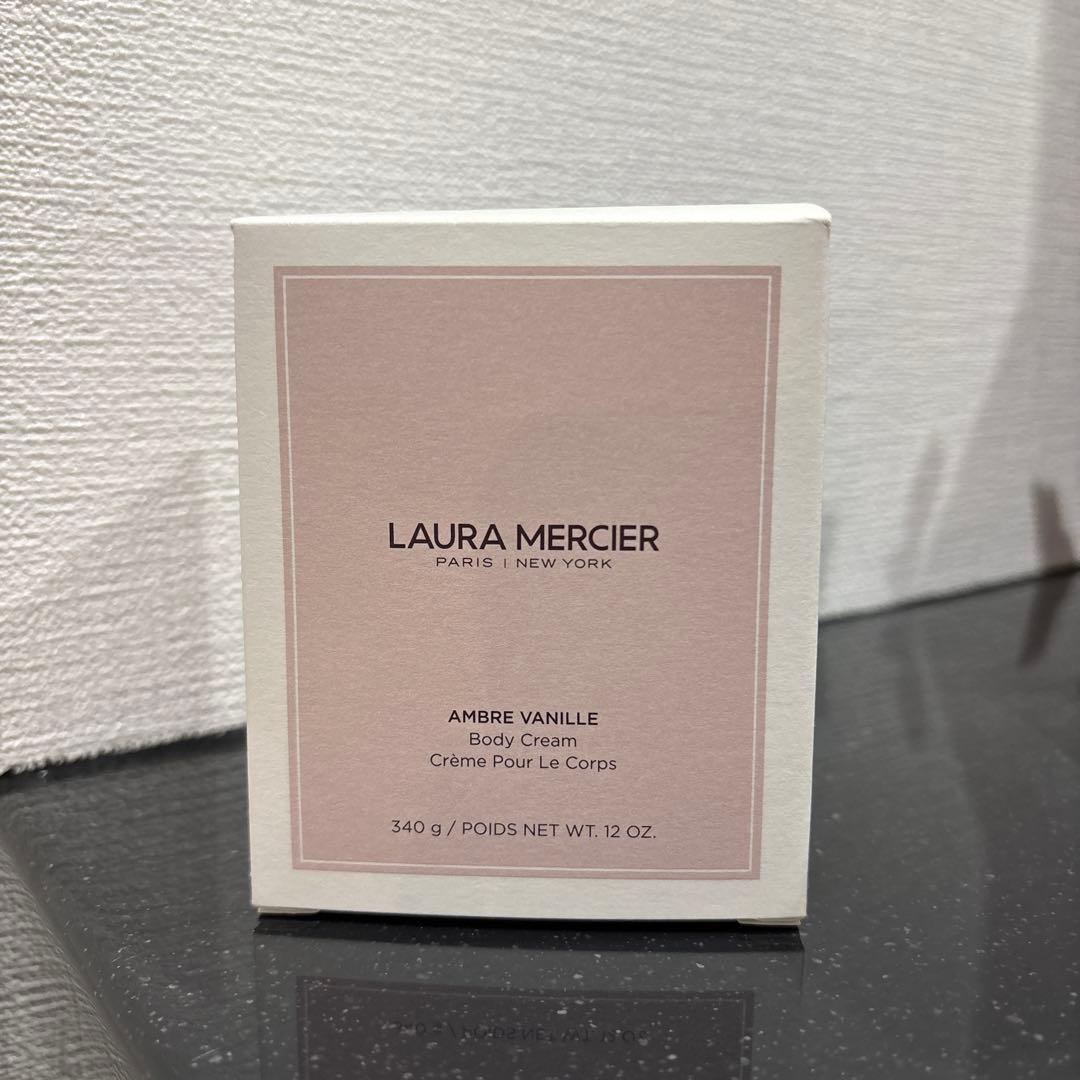 LAURA MERCIER
PARIS | NEW YORK
AMBRE VANILLE
Body Cream
Crème Pour Le Corps
340 g / POIDS NET WT. 12 OZ.